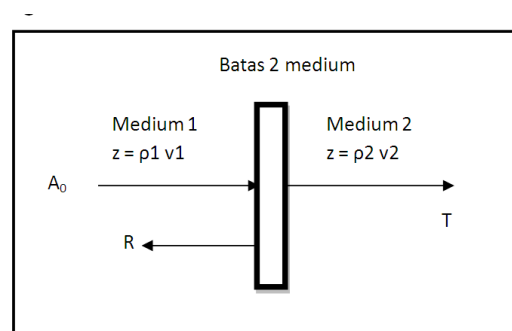 Batas 2 medium
Medium 1
z = ρ1 v1
Medium 2
z = ρ2 v2
A₀
T
R